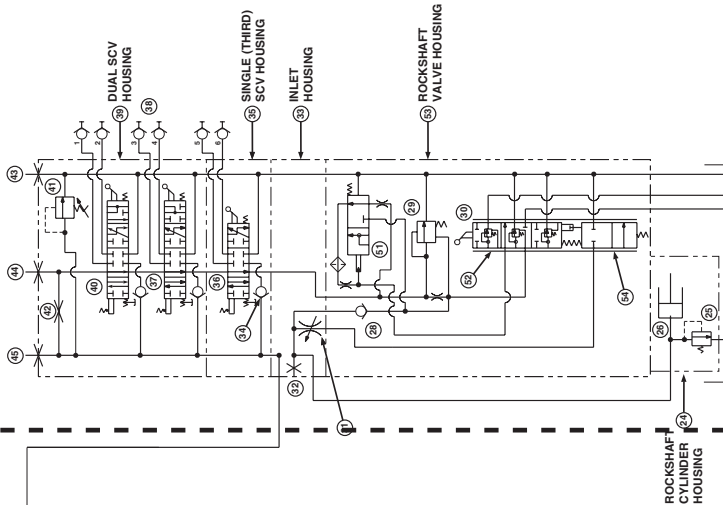 DUAL SCV
HOUSING
39
38
SINGLE (THIRD)
SCV HOUSING
35
INLET
HOUSING
33
ROCKSHAFT
VALVE HOUSING
53
1
2
3
4
5
6
43
41
44
42
45
40
37
36
34
51
29
30
52
54
28
32
26
25
24
ROCKSHAFT
CYLINDER
HOUSING